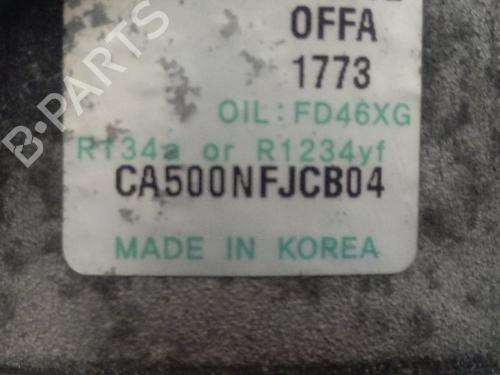 OFFA
1773
OIL: FD46XG
R134a or R1234yf
CA500NFJCB04
MADE IN KOREA
B-PARTS